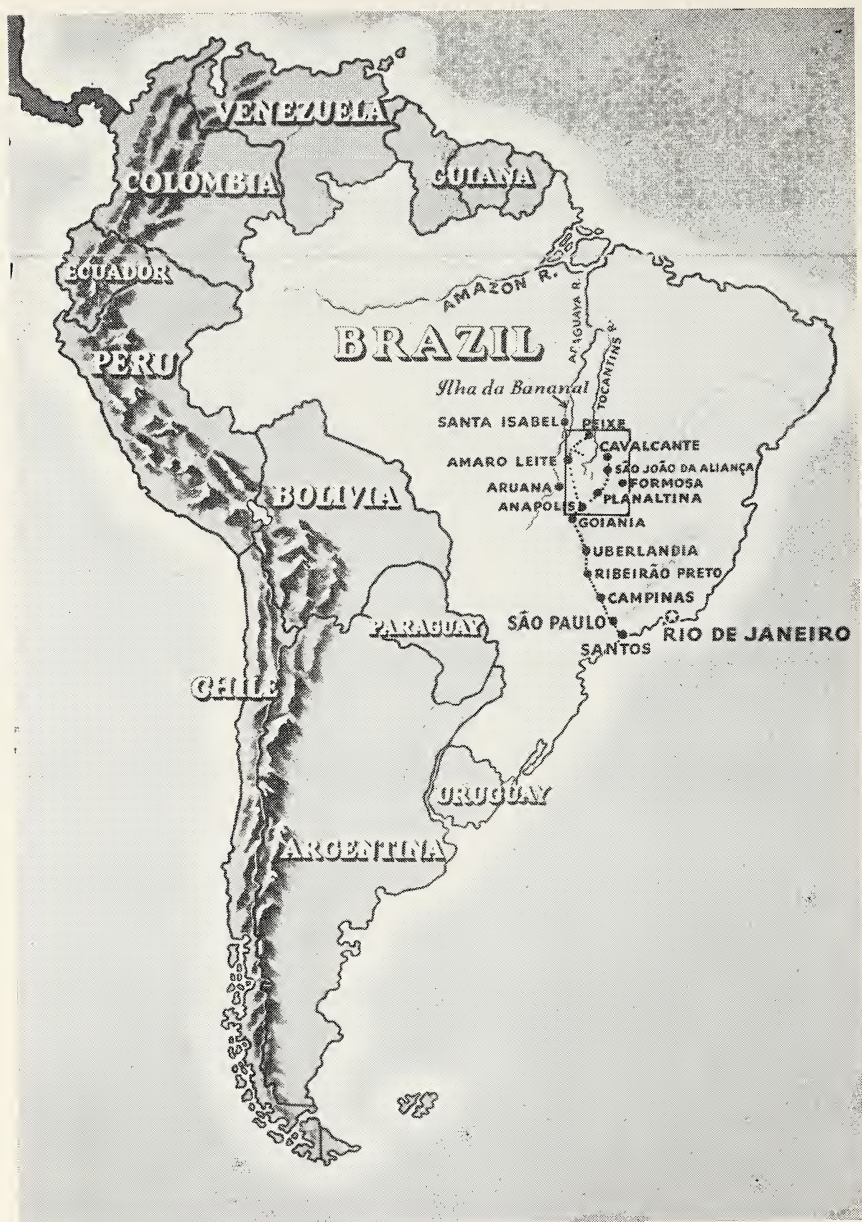 VENEZUELA
COLOMBIA
GUIANA
ECUADOR
AMAZON R.
ARAGUAYA R.
BRAZIL
TOCANTINS R.
PERU
Ilha da Bananal
SANTA ISABEL
PEIXE
CAVALCANTE
AMARO LEITE
SÃO JOÃO DA ALIANÇA
BOLIVIA
ARUANA
FORMOSA
PLANALTINA
ANAPOLIS
GOIANIA
UBERLANDIA
RIBEIRÃO PRETO
CAMPINAS
PARAGUAY
SÃO PAULO
RIO DE JANEIRO
SANTOS
CHILE
URUGUAY
ARGENTINA